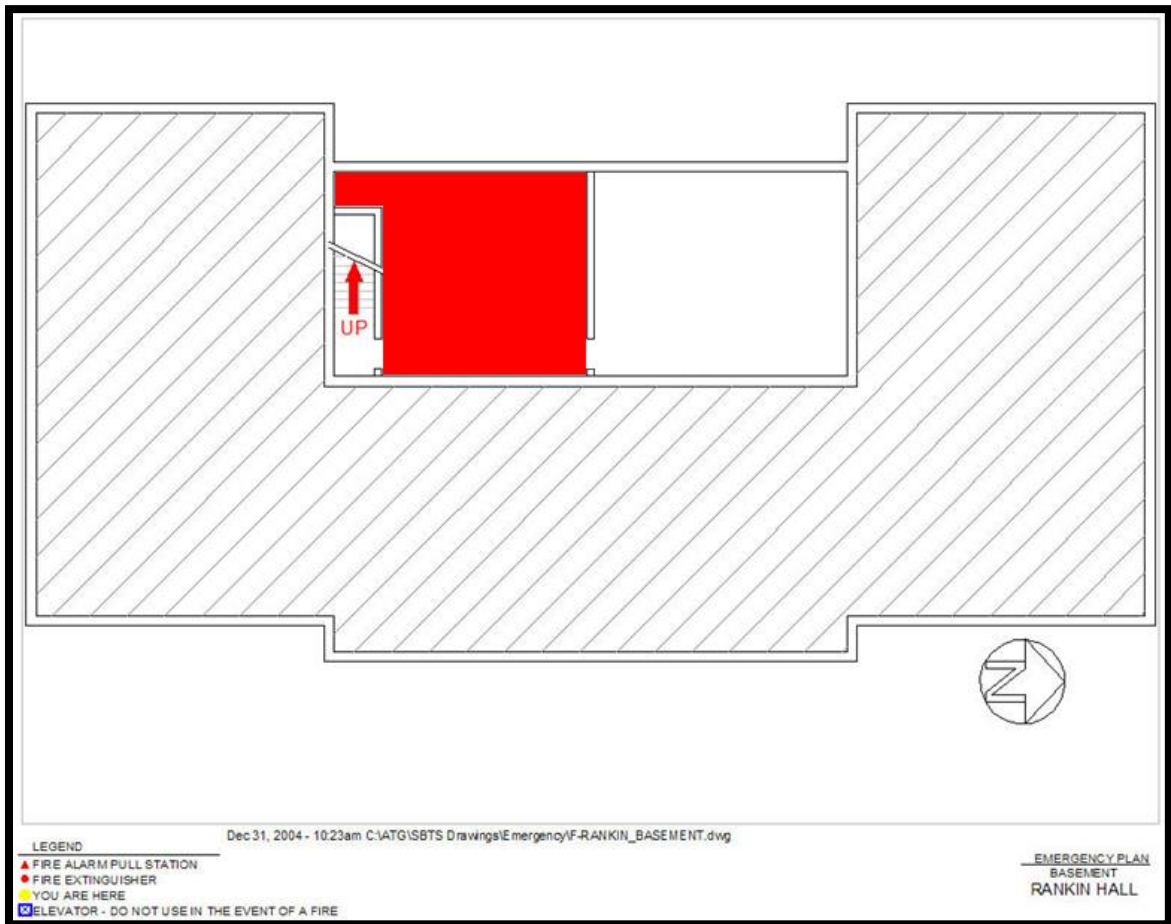 UP
N
Dec 31, 2004 - 10:23am C:\ATG\SBTS Drawings\Emergency\F-RANKIN_BASEMENT.dwg
LEGEND
FIRE ALARM PULL STATION
FIRE EXTINGUISHER
YOU ARE HERE
ELEVATOR - DO NOT USE IN THE EVENT OF A FIRE
EMERGENCY PLAN
BASEMENT
RANKIN HALL